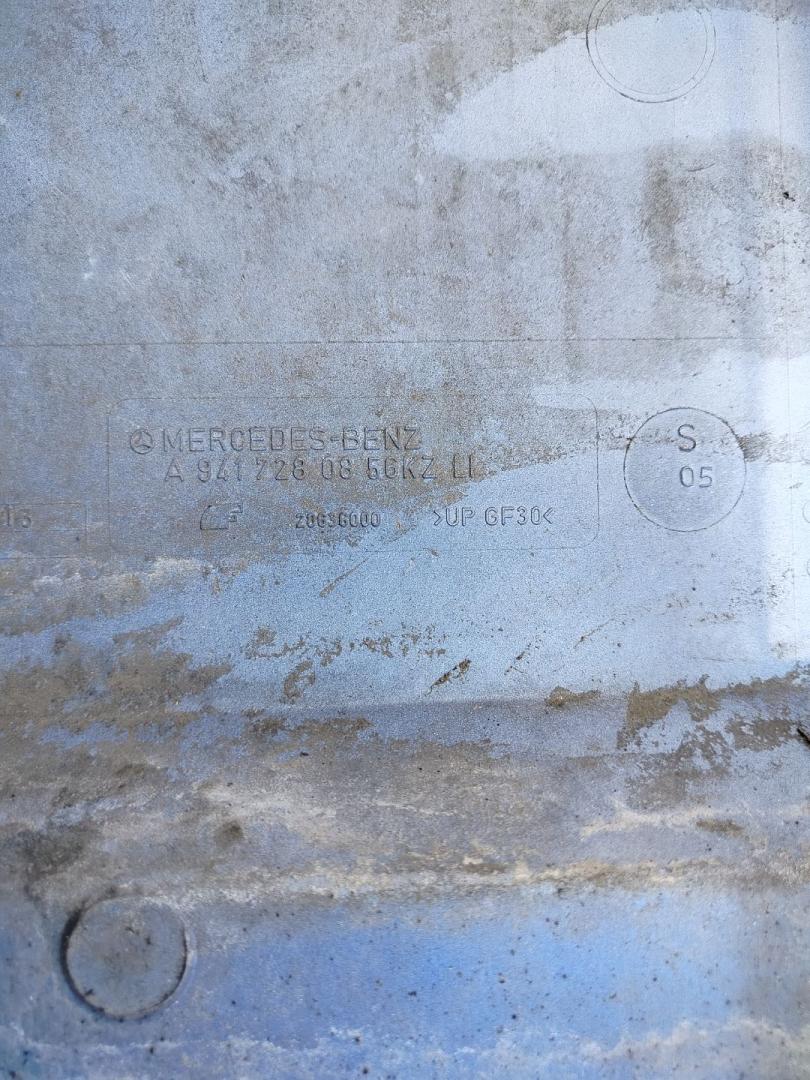 MERCEDES-BENZ
A 941 728 08 56KZ LI
20636000 >UP GF30<
S
05